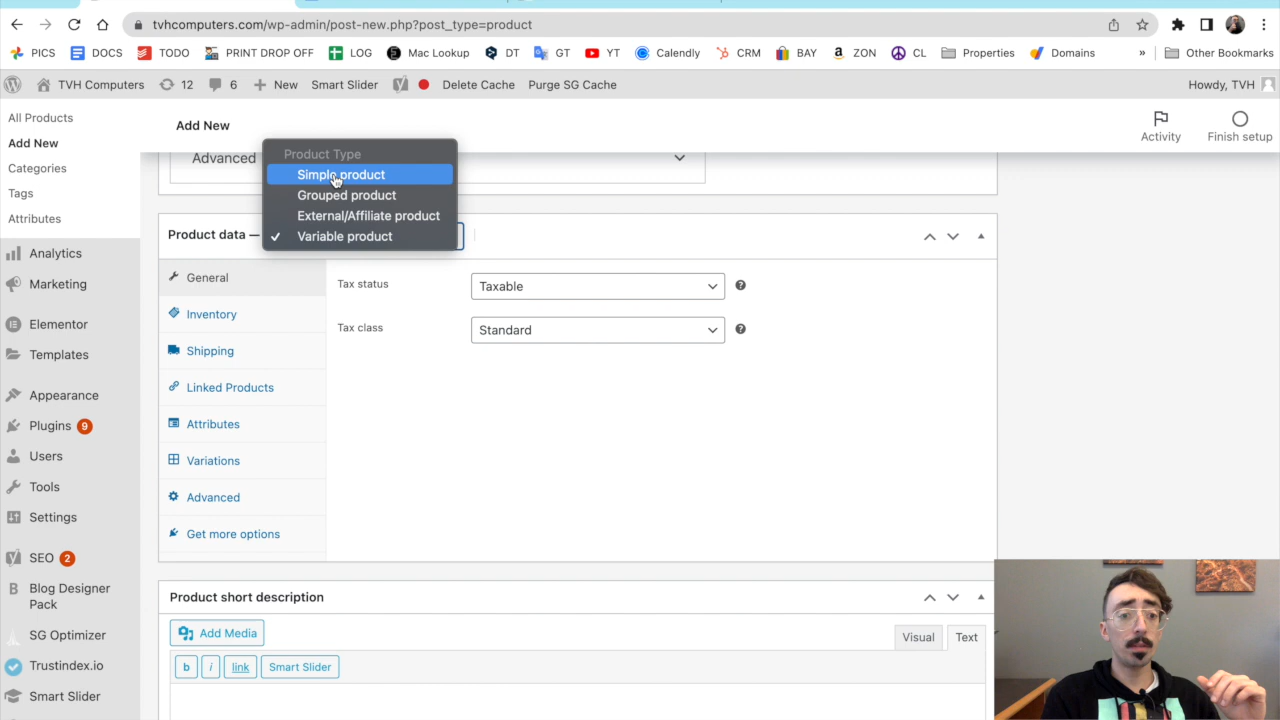 tvhcomputers.com/wp-admin/post-new.php?post_type=product
PICS DOCS TODO PRINT DROP OFF LOG Mac Lookup DT GT YT Calendly CRM BAY ZON CL Properties Domains » Other Bookmarks
TVH Computers 12 6 New Smart Slider Delete Cache Purge SG Cache Howdy, TVH
All Products
Add New
Categories
Tags
Attributes
Analytics
Marketing
Elementor
Templates
Appearance
Plugins 9
Users
Tools
Settings
SEO 2
Blog Designer
Pack
SG Optimizer
Trustindex.io
Smart Slider
Add New
Activity
Finish setup
Advanced
Product Type
Simple product
Grouped product
External/Affiliate product
Variable product
Product data —
General
Inventory
Shipping
Linked Products
Attributes
Variations
Advanced
Get more options
Tax status Taxable
Tax class Standard
Product short description
Add Media
Visual Text
b i link Smart Slider